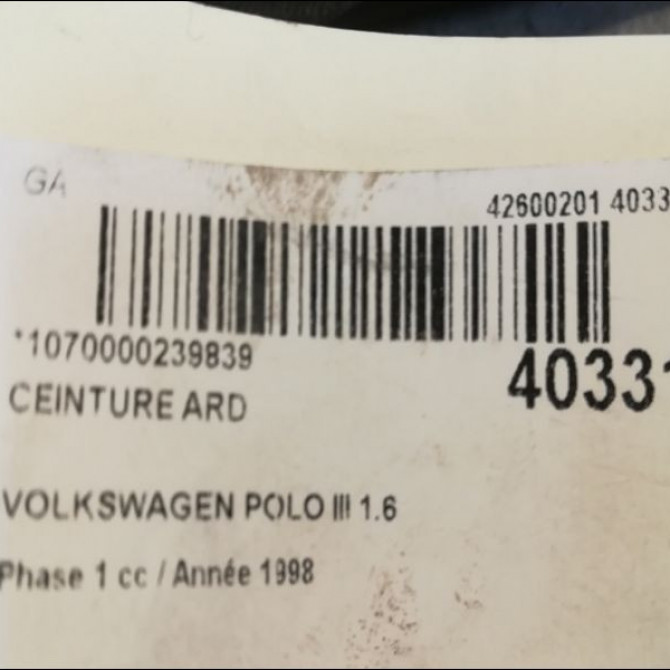 GA
42600201 4033
*1070000239839
4033
CEINTURE ARD
VOLKSWAGEN POLO III 1.6
Phase 1 cc / Année 1998